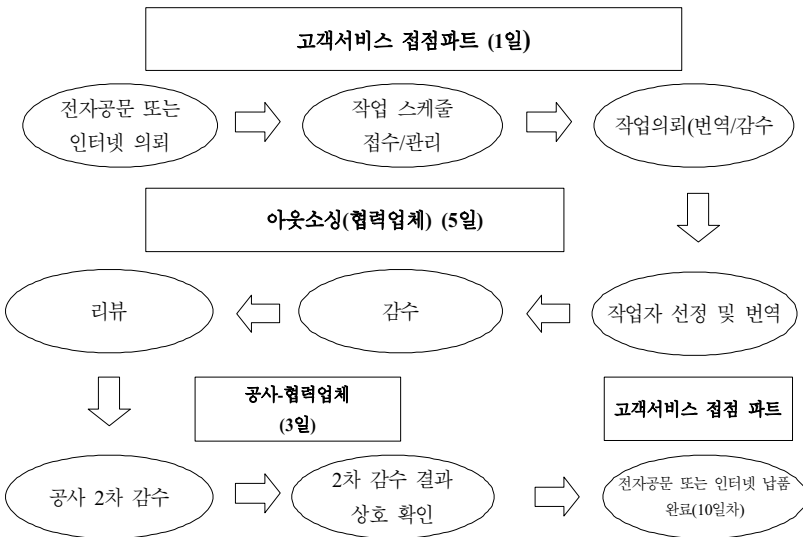 고객서비스 접점파트 (1일)
전자공문 또는
인터넷 의뢰
작업 스케줄
접수/관리
작업의뢰(번역/감수
아웃소싱(협력업체) (5일)
리뷰
감수
작업자 선정 및 번역
공사-협력업체
(3일)
고객서비스 접점 파트
공사 2차 감수
2차 감수 결과
상호 확인
전자공문 또는 인터넷 납품
완료(10일차)